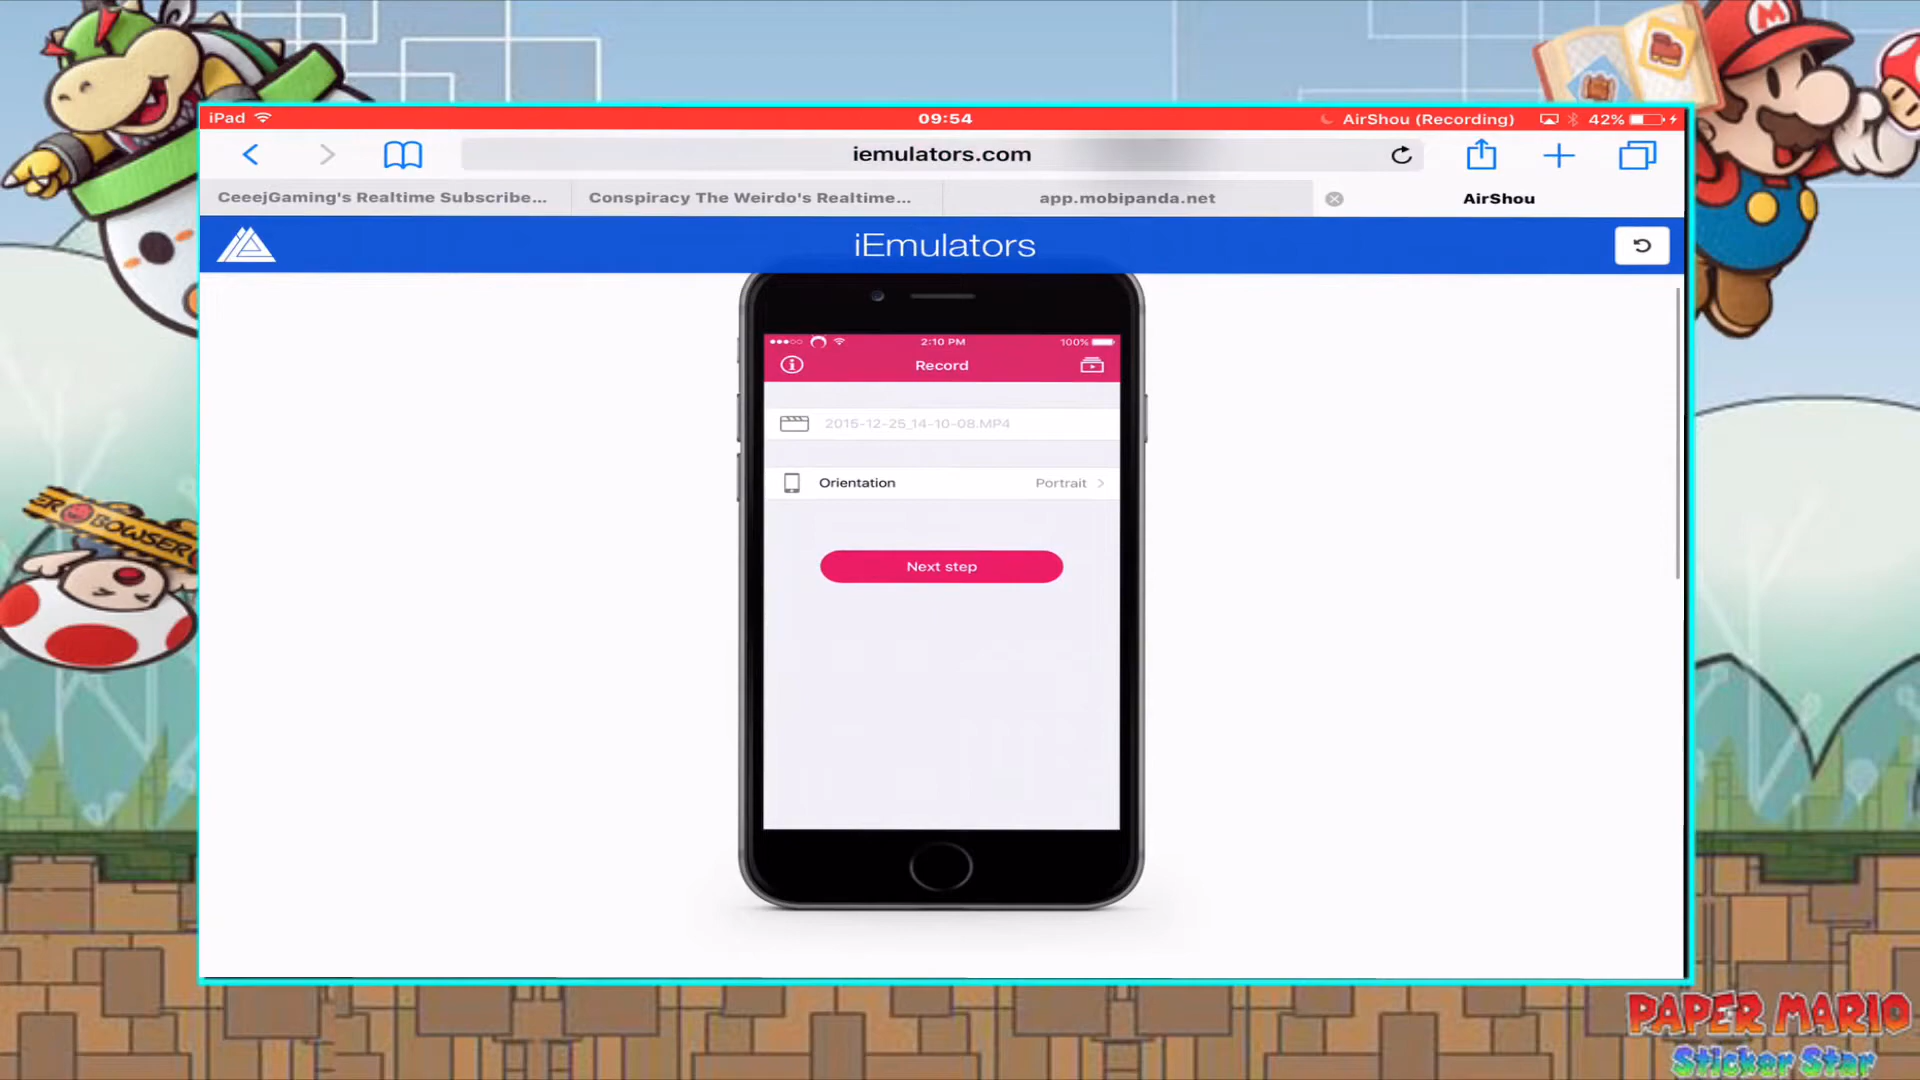 iPad
09:54
AirShou (Recording)
42%
iemulators.com
CeeejGaming's Realtime Subscribe...
Conspiracy The Weirdo's Realtime...
app.mobipanda.net
AirShou
iEmulators
2:10 PM
100%
Record
2015-12-25_14-10-08.MP4
Orientation
Portrait
Next step
ER BOWSER
M
PAPER MARIO
Sticker Star